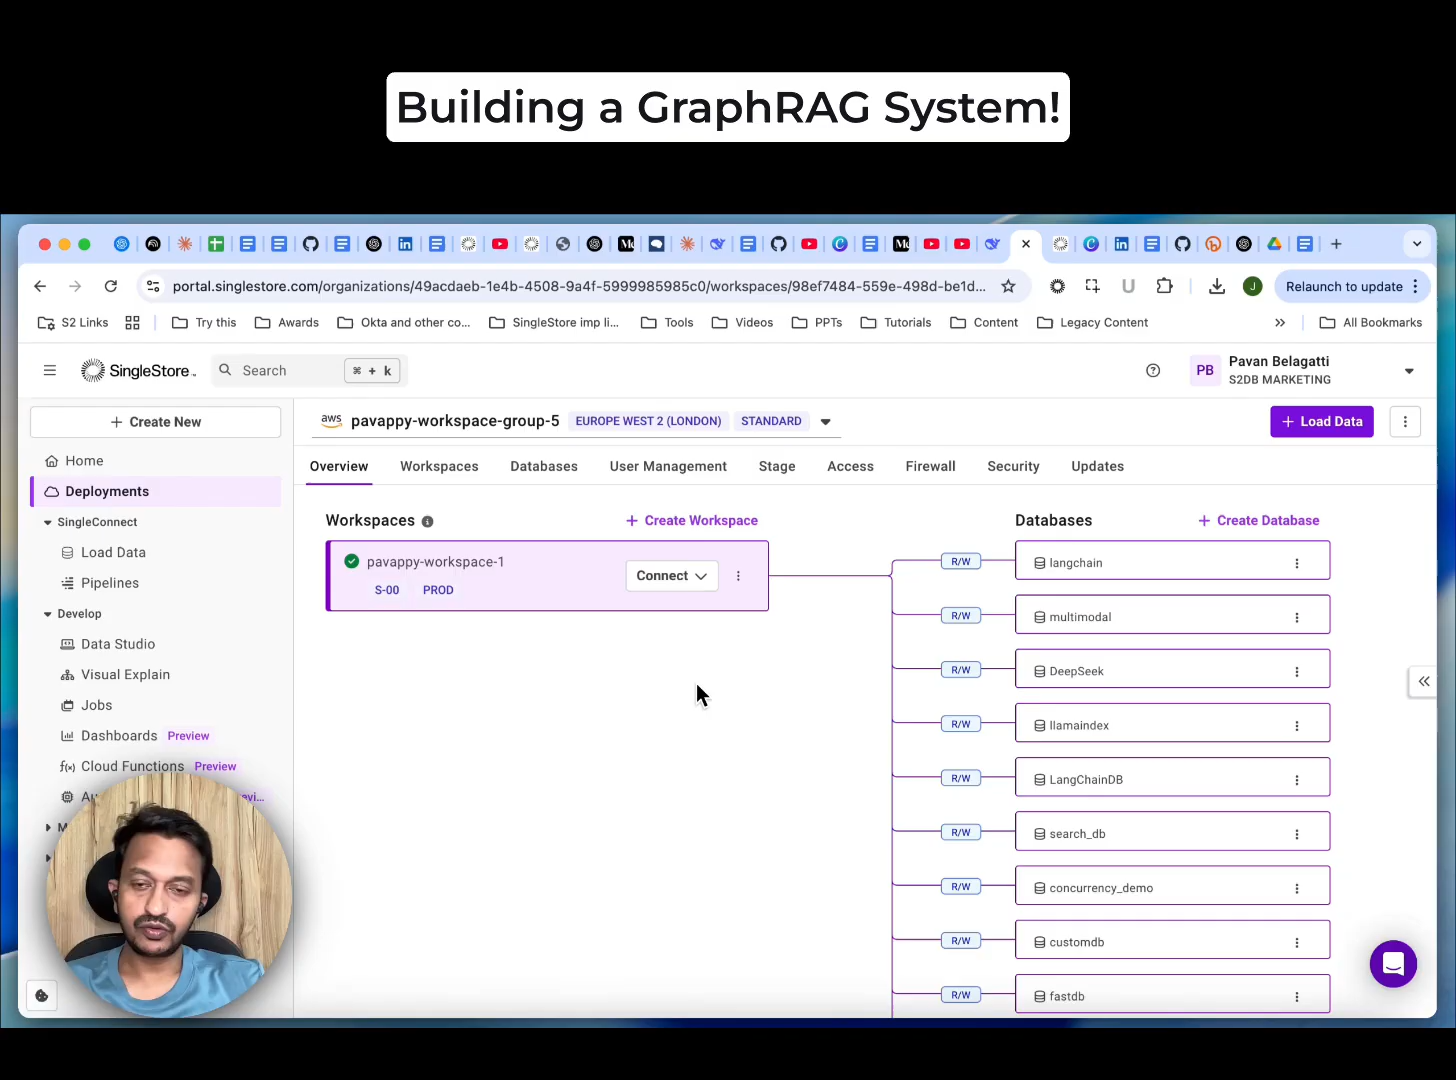 Building a GraphRAG System!
portal.singlestore.com/organizations/49acdaeb-1e4b-4508-9a4f-5999985985c0/workspaces/98ef7484-559e-498d-be1d...
Relaunch to update
S2 Links
Try this
Awards
Okta and other co...
SingleStore imp li...
Tools
Videos
PPTs
Tutorials
Content
Legacy Content
All Bookmarks
SingleStore
Search
⌘ + k
PB
Pavan Belagatti
S2DB MARKETING
+ Create New
Home
Deployments
SingleConnect
Load Data
Pipelines
Develop
Data Studio
Visual Explain
Jobs
Dashboards Preview
Cloud Functions Preview
aws pavappy-workspace-group-5 EUROPE WEST 2 (LONDON) STANDARD
+ Load Data
Overview
Workspaces
Databases
User Management
Stage
Access
Firewall
Security
Updates
Workspaces
+ Create Workspace
pavappy-workspace-1
S-00 PROD
Connect
Databases
+ Create Database
R/W langchain
R/W multimodal
R/W DeepSeek
R/W llamaindex
R/W LangChainDB
R/W search_db
R/W concurrency_demo
R/W customdb
R/W fastdb